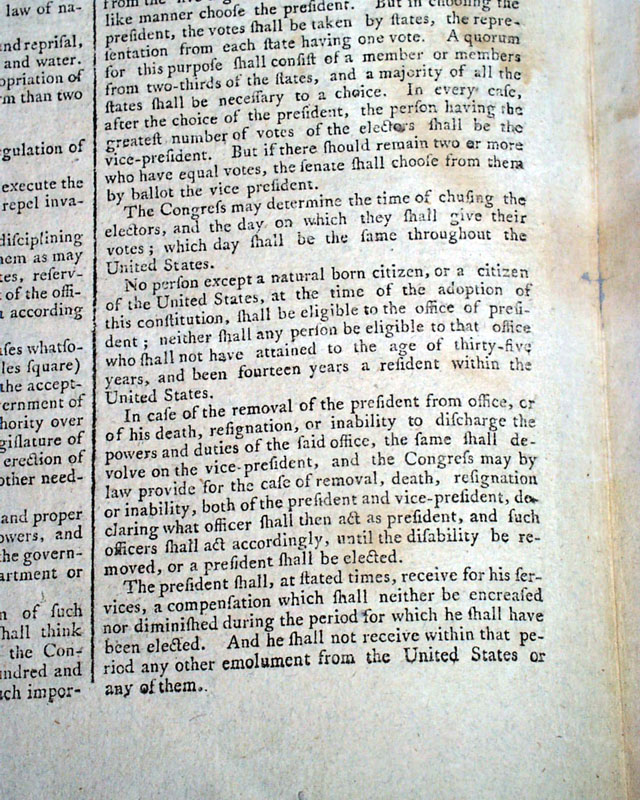 law of na-
nd repriſal,
and water.
opriation of
rm than two
gulation of
execute the
repel inva-
diſciplining
hem as may
tes, reſerv-
of the offi-
according
aſes whatſo-
les ſquare)
the accept-
ernment of
hority over
giſlature of
erection of
other need-
and proper
owers, and
the govern-
artment or
n of ſuch
ſhall think
the Con-
undred and
uch impor-
from the
like manner chooſe the preſident. But in chooſing the
preſident, the votes ſhall be taken by ſtates, the repre-
ſentation from each ſtate having one vote. A quorum
for this purpoſe ſhall conſiſt of a member or members
from two-thirds of the ſtates, and a majority of all the
ſtates ſhall be neceſſary to a choice. In every caſe,
after the choice of the preſident, the perſon having the
greateſt number of votes of the electors ſhall be the
vice-preſident. But if there ſhould remain two or more
who have equal votes, the ſenate ſhall chooſe from them
by ballot the vice preſident.
The Congreſs may determine the time of chuſing the
electors, and the day on which they ſhall give their
votes; which day ſhall be the ſame throughout the
United States.
No perſon except a natural born citizen, or a citizen
of the United States, at the time of the adoption of
this conſtitution, ſhall be eligible to the office of preſi-
dent; neither ſhall any perſon be eligible to that office
who ſhall not have attained to the age of thirty-five
years, and been fourteen years a reſident within the
United States.
In caſe of the removal of the preſident from office, or
of his death, reſignation, or inability to diſcharge the
powers and duties of the ſaid office, the ſame ſhall de-
volve on the vice-preſident, and the Congreſs may by
law provide for the caſe of removal, death, reſignation
or inability, both of the preſident and vice-preſident, de-
claring what officer ſhall then act as preſident, and ſuch
officers ſhall act accordingly, until the diſability be re-
moved, or a preſident ſhall be elected.
The preſident ſhall, at ſtated times, receive for his ſer-
vices, a compenſation which ſhall neither be encreaſed
nor diminiſhed during the period for which he ſhall have
been elected. And he ſhall not receive within that pe-
riod any other emolument from the United States or
any of them.